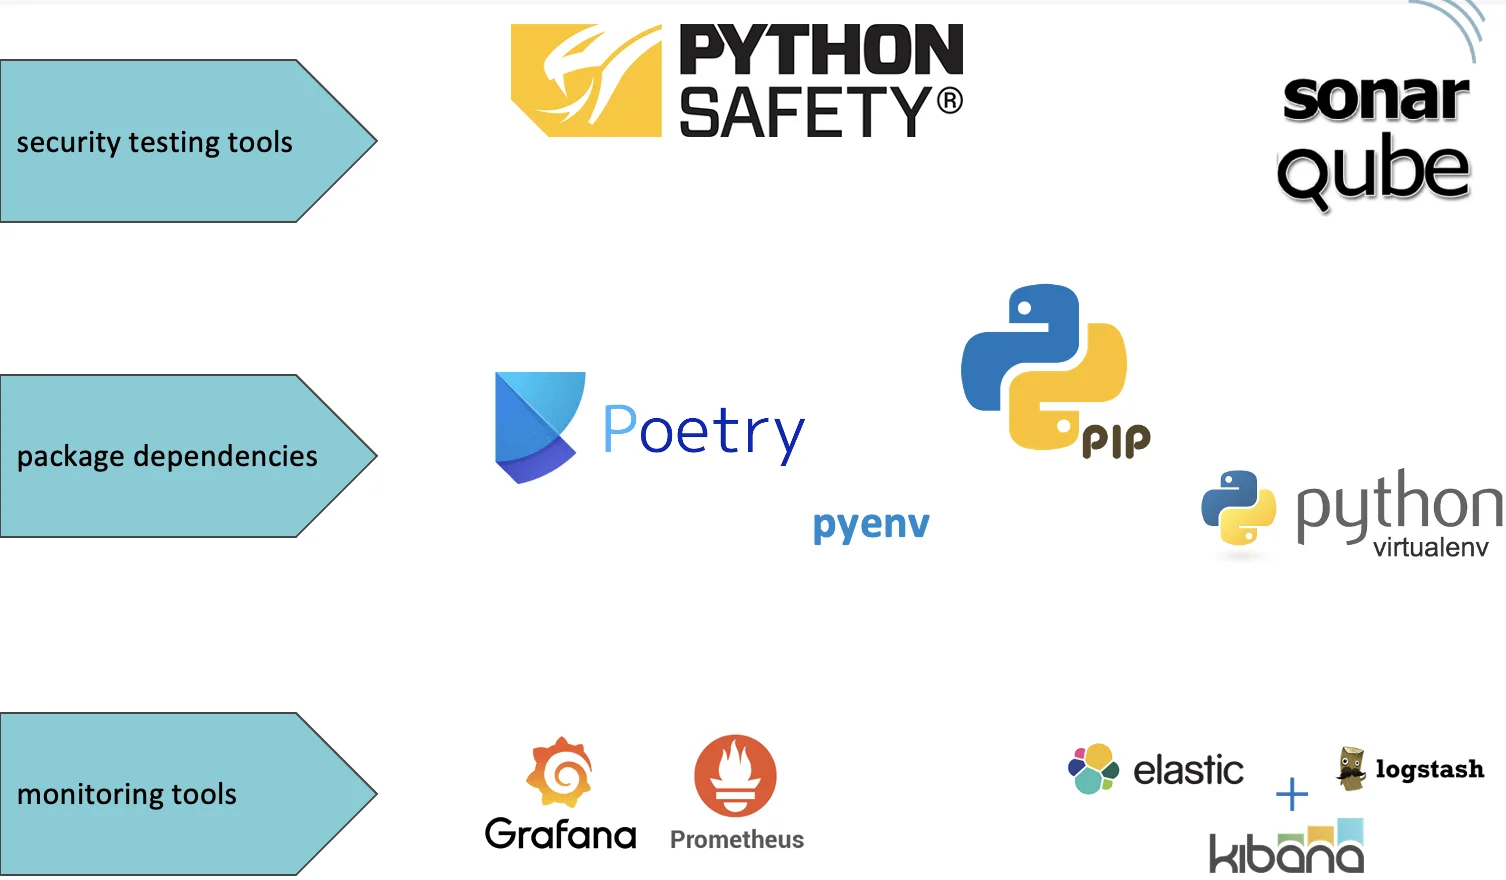 security testing tools
PYTHON
SAFETY®
sonar
Qube
package dependencies
Poetry
pip
pyenv
python
virtualenv
monitoring tools
Grafana
Prometheus
elastic
+
logstash
kibana